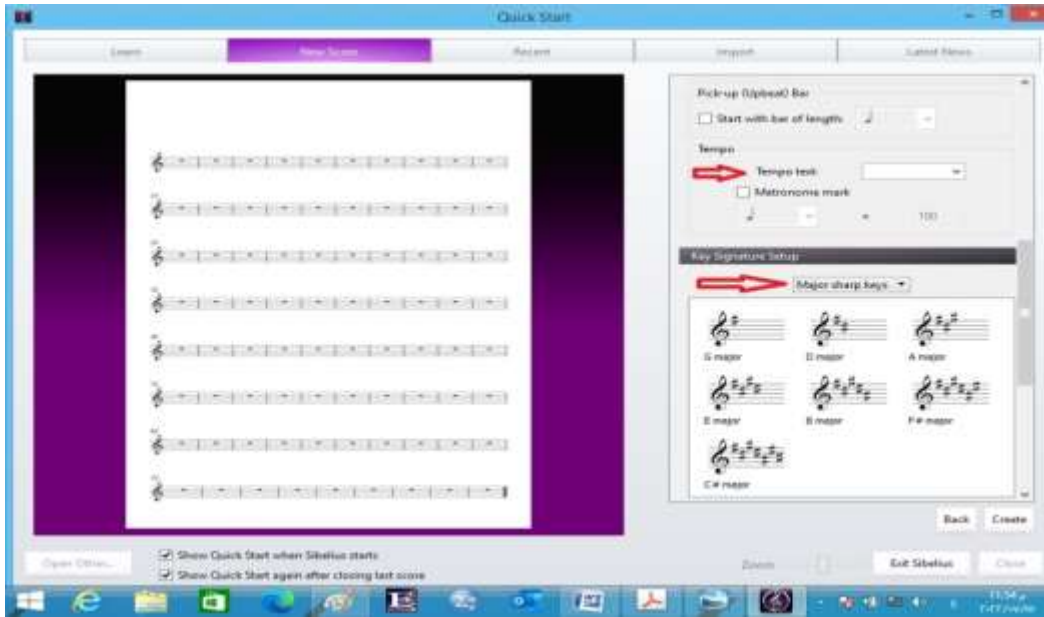 Quick Start
Learn
New Score
Recent
Import
Latest News
Pick-up (Upbeat) Bar
Start with bar of length:
Tempo
Tempo text:
Metronome mark
= 100
Key Signature Setup
Major sharp keys
G major
D major
A major
E major
B major
F# major
C# major
Back
Create
Open Other...
Show Quick Start when Sibelius starts
Show Quick Start again after closing last score
Zoom
Exit Sibelius
Close